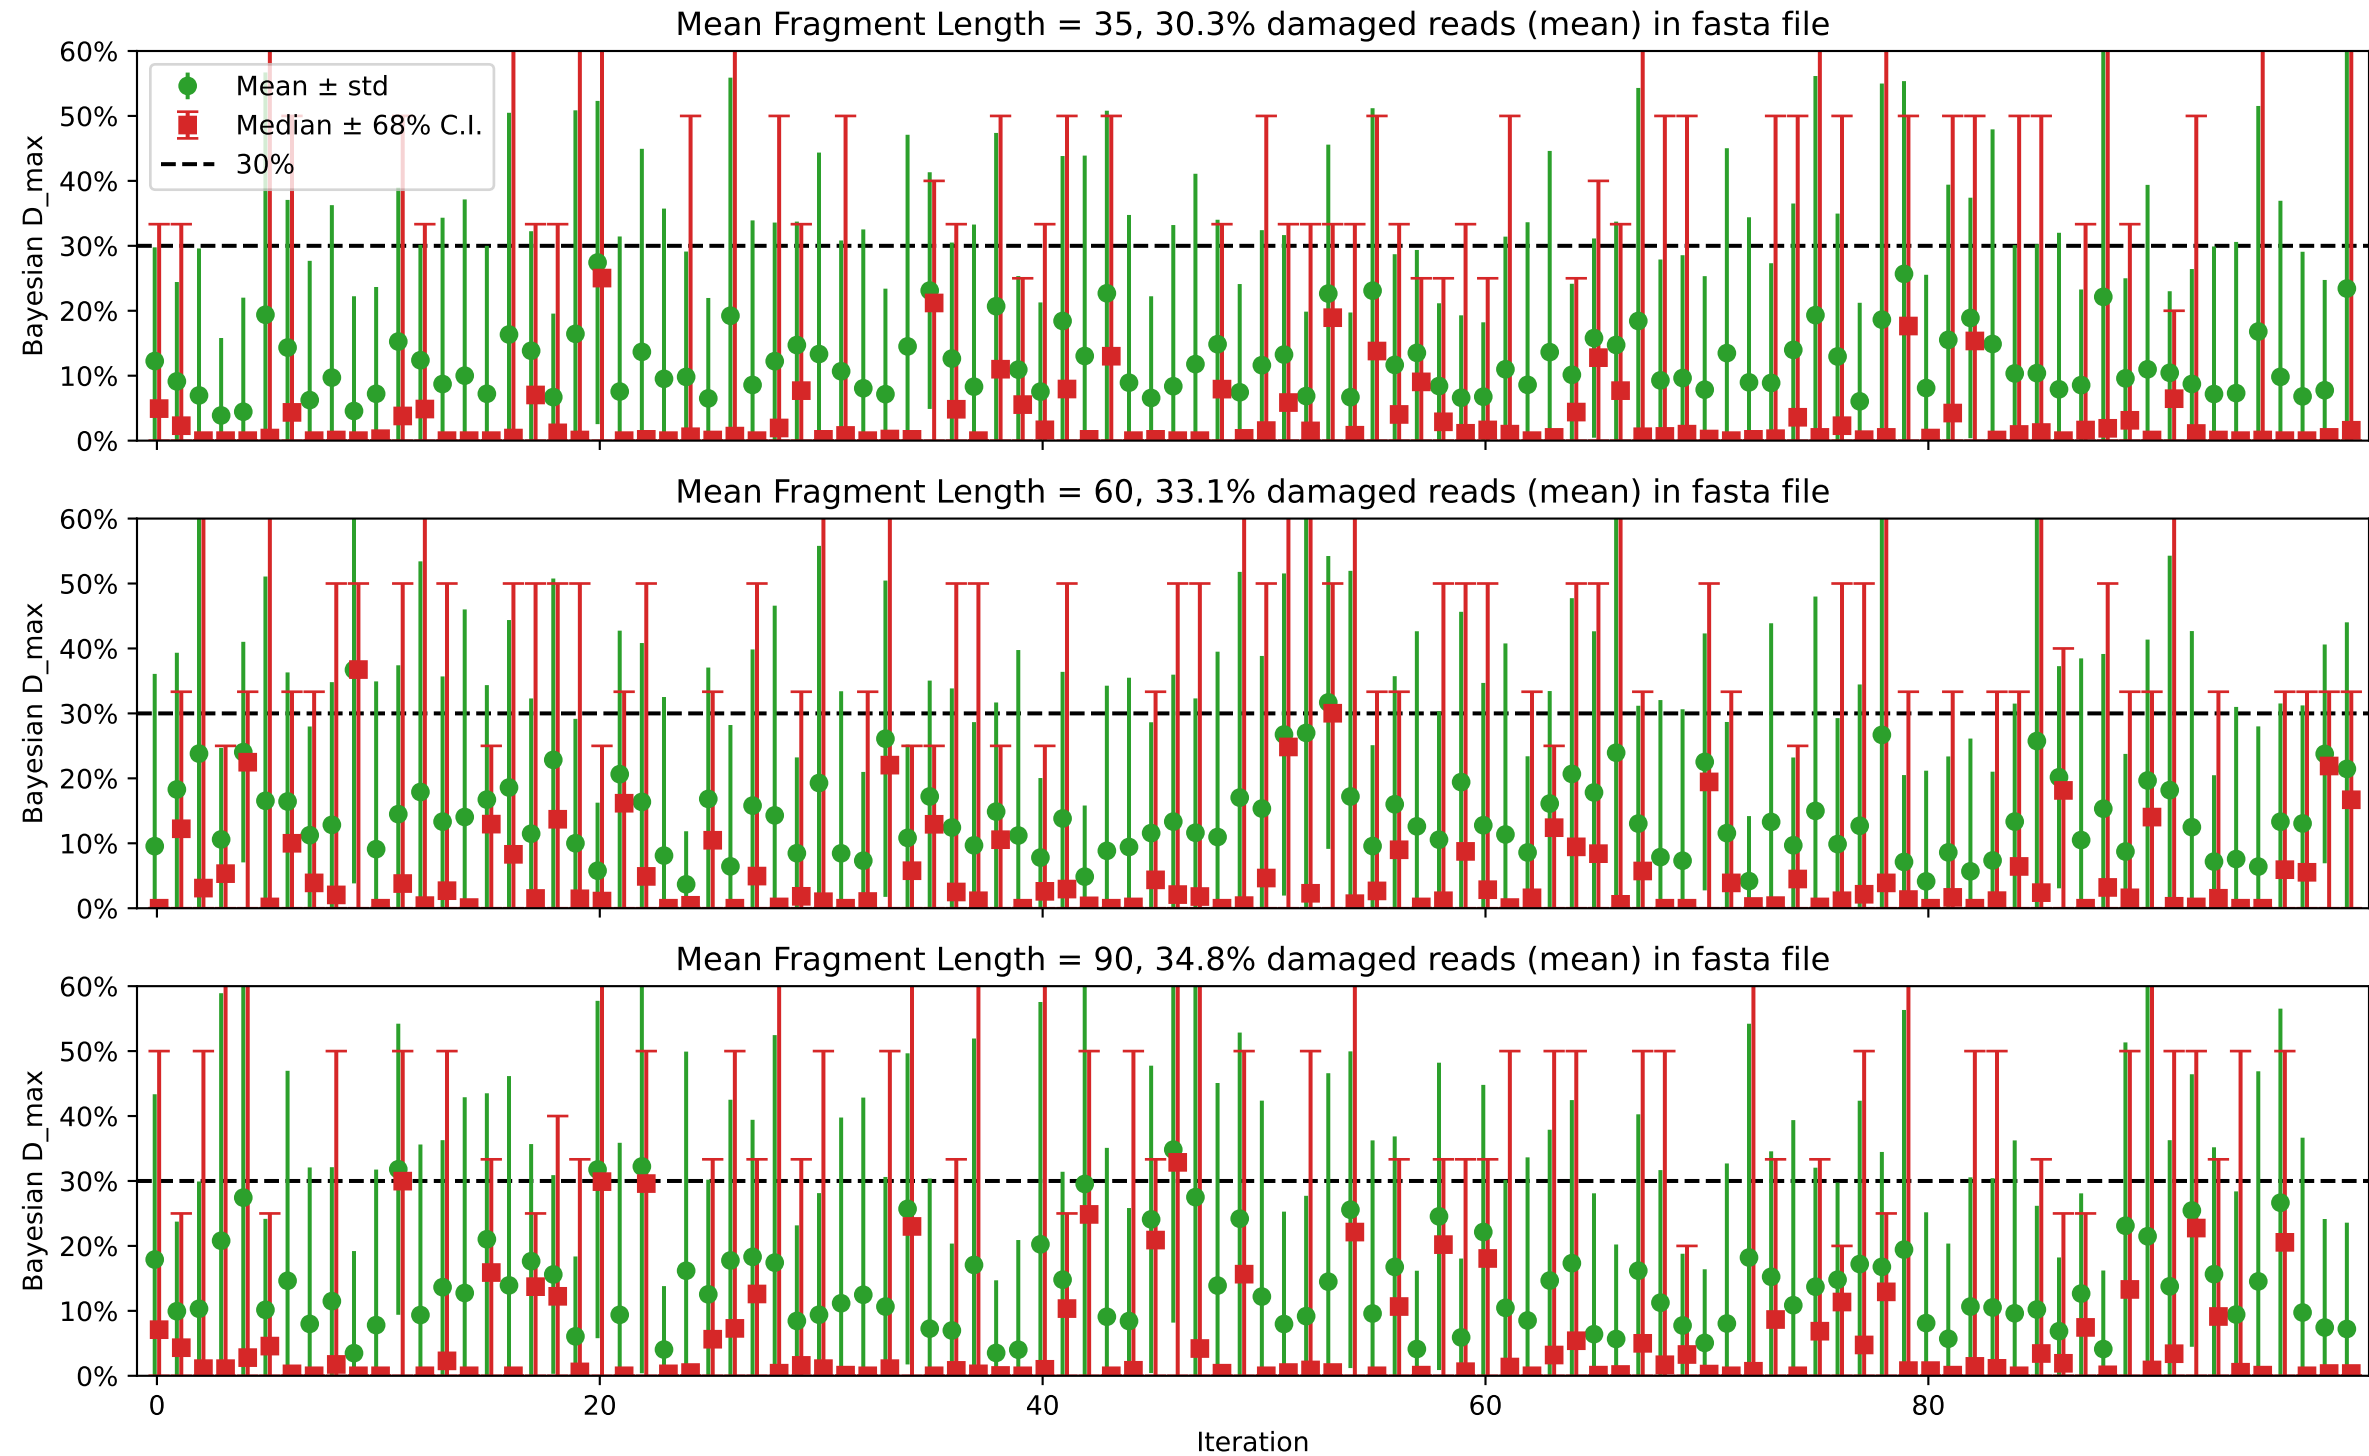 Mean Fragment Length = 35, 30.3% damaged reads (mean) in fasta file
60%
50%
40%
30%
20%
10%
0%
Bayesian D_max
Mean ± std
Median ± 68% C.I.
30%
Mean Fragment Length = 60, 33.1% damaged reads (mean) in fasta file
60%
50%
40%
30%
20%
10%
0%
Bayesian D_max
Mean Fragment Length = 90, 34.8% damaged reads (mean) in fasta file
60%
50%
40%
30%
20%
10%
0%
Bayesian D_max
0 20 40 60 80
Iteration